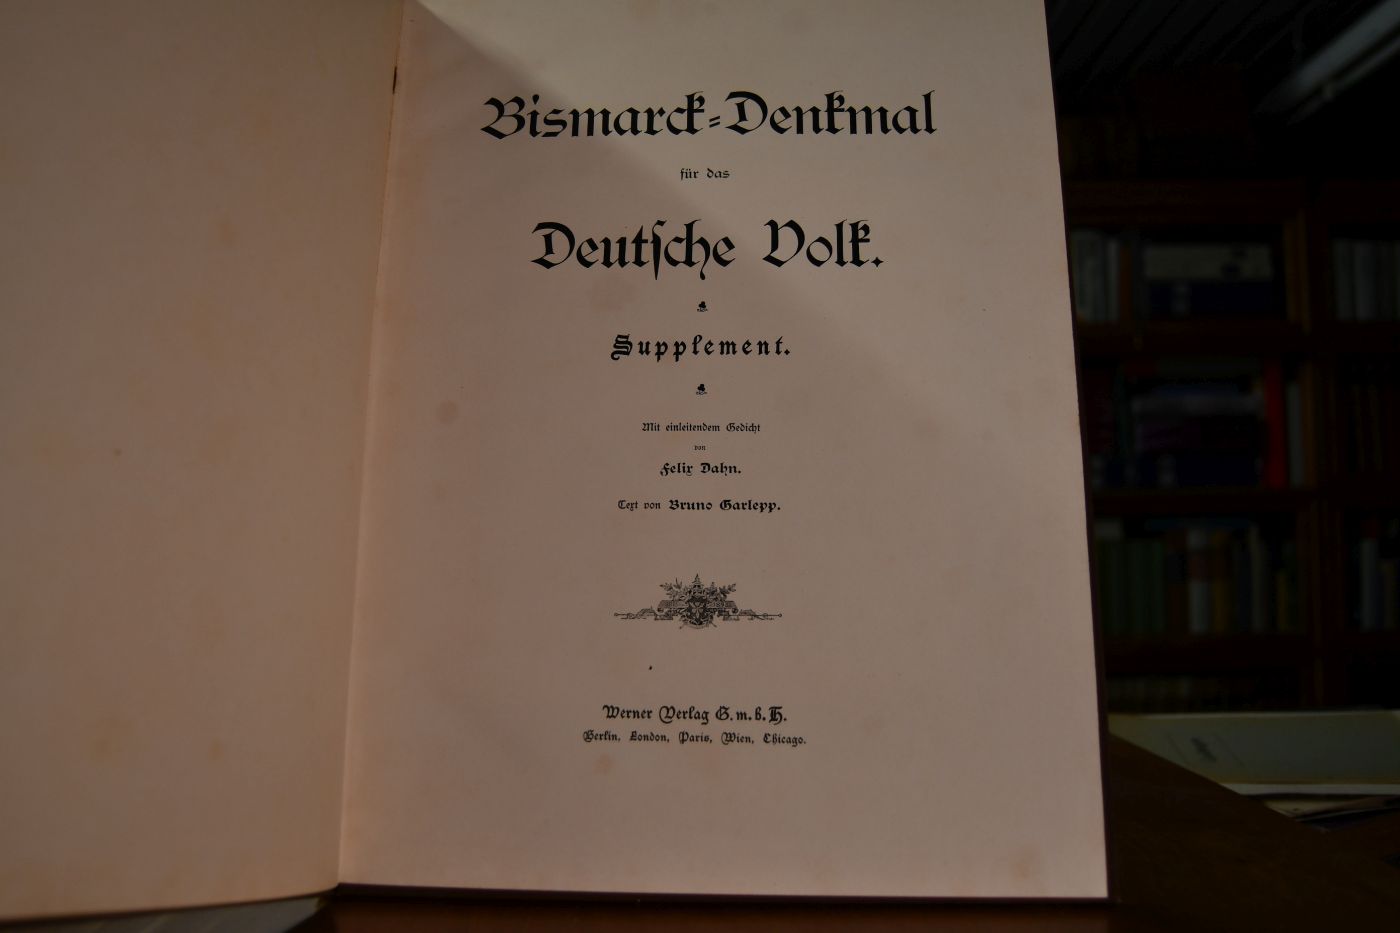 Bismarck-Denkmal
für das
Deutsche Volk.
Supplement.
Mit einleitendem Gedicht
von
Felix Dahn.
Text von Bruno Garlepp.
Werner Verlag G.m.b.H.
Berlin, London, Paris, Wien, Chicago.